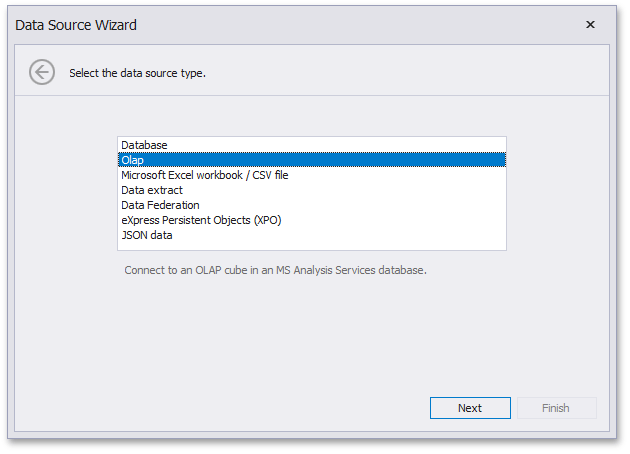 Data Source Wizard
Select the data source type.
Database
Olap
Microsoft Excel workbook / CSV file
Data extract
Data Federation
eXpress Persistent Objects (XPO)
JSON data
Connect to an OLAP cube in an MS Analysis Services database.
Next
Finish